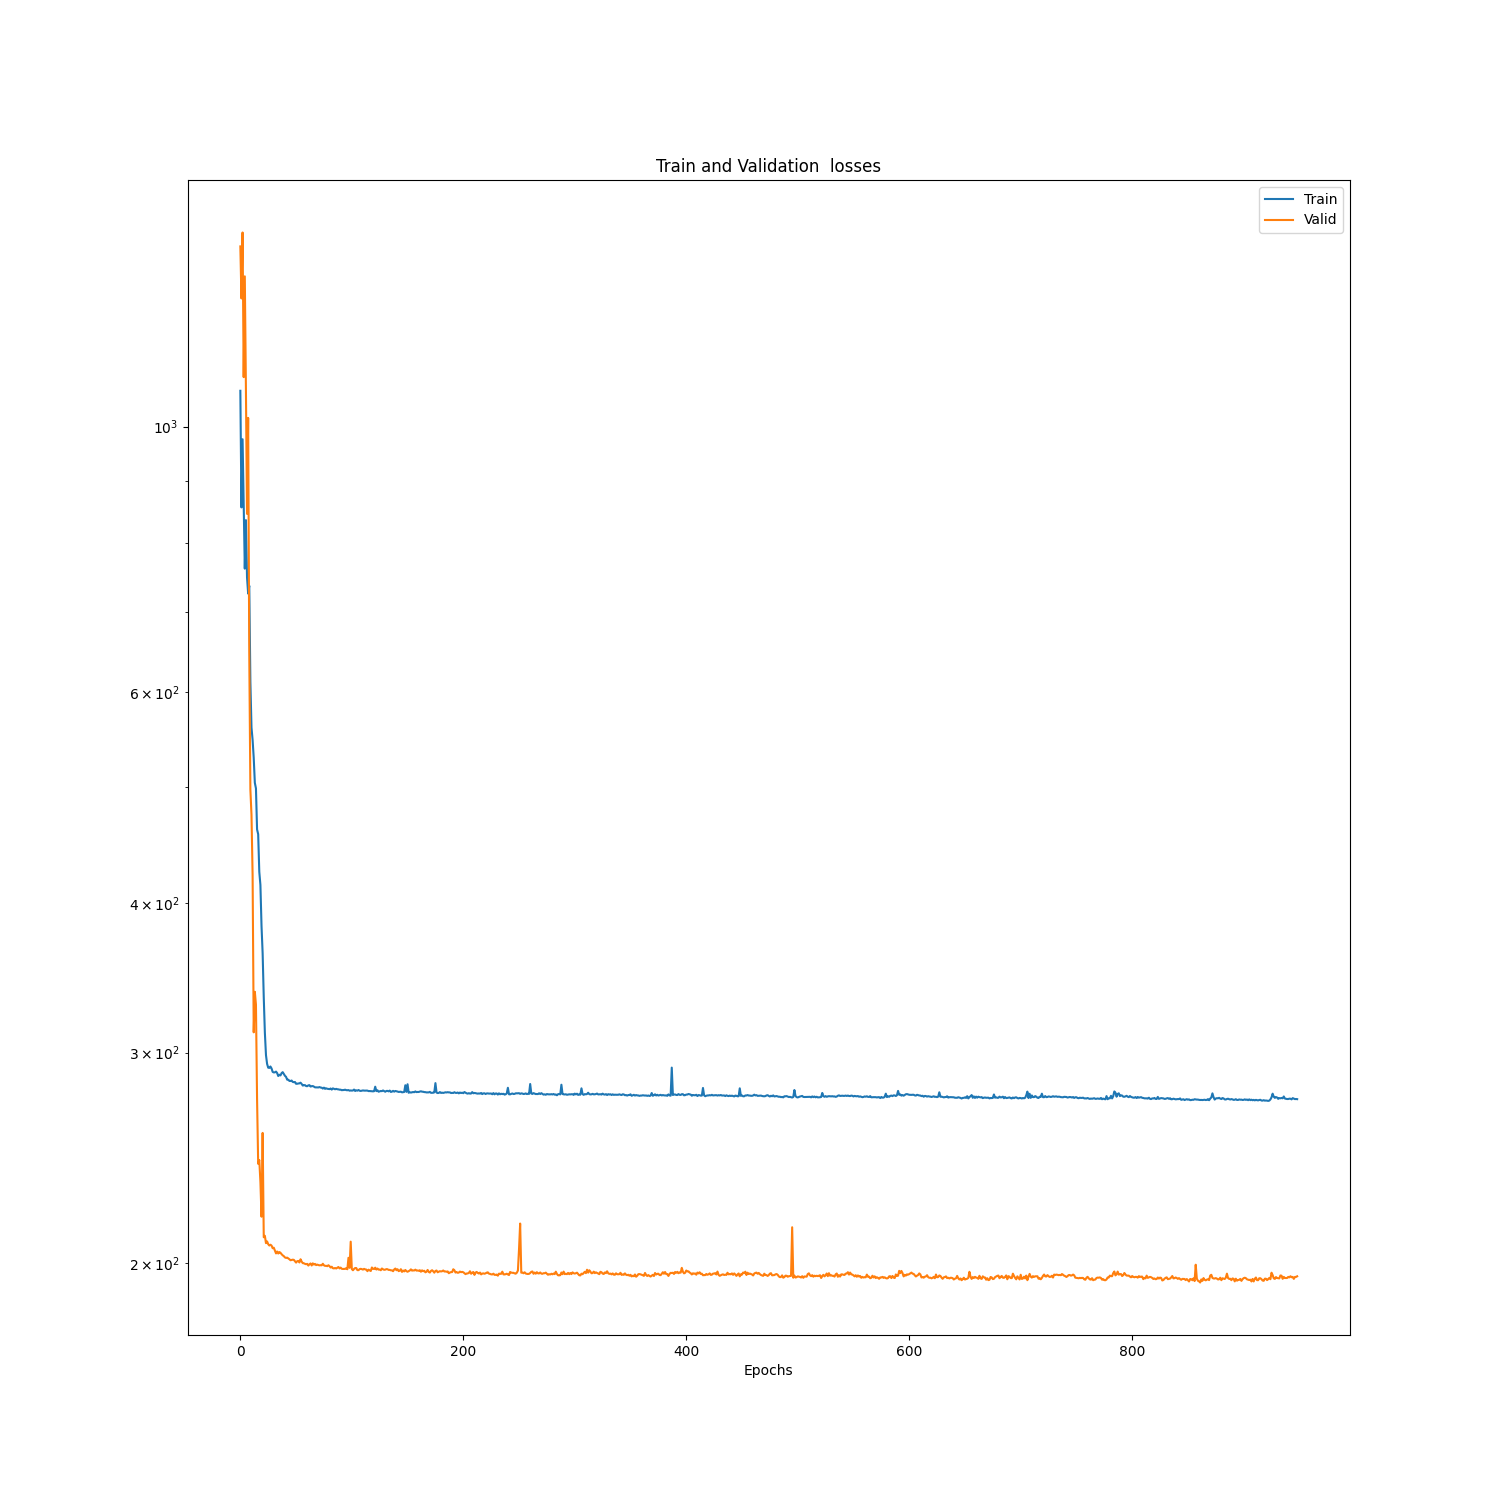 Train and Validation  losses
Train
Valid
10³
6 × 10²
4 × 10²
3 × 10²
2 × 10²
0 200 400 600 800
Epochs